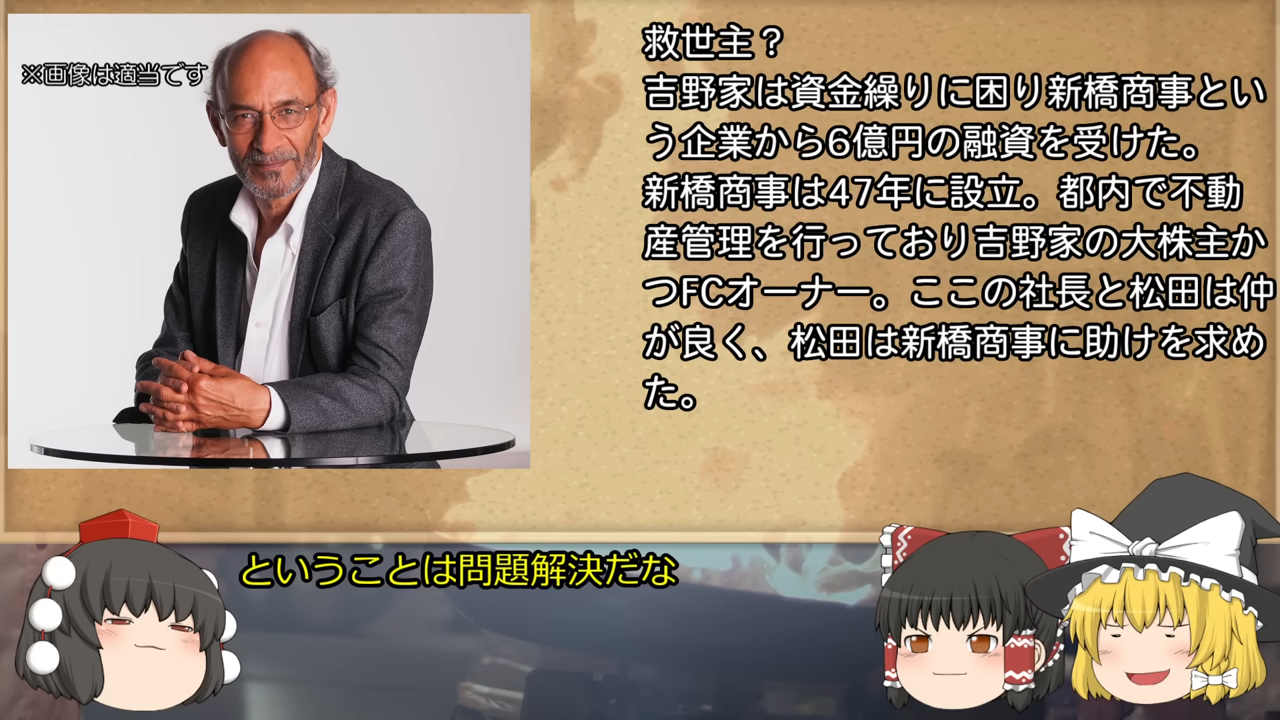 ※画像は適当です
救世主？
吉野家は資金繰りに困り新橋商事とい
う企業から6億円の融資を受けた。
新橋商事は47年に設立。都内で不動
産管理を行っており吉野家の大株主か
つFCオーナー。ここの社長と松田は仲
が良く、松田は新橋商事に助けを求め
た。
ということは問題解決だな